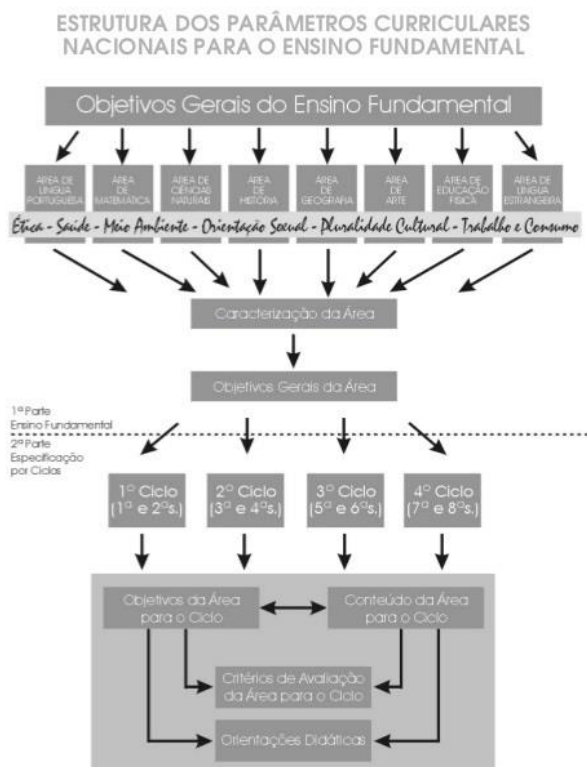 ESTRUTURA DOS PARÂMETROS CURRICULARES
NACIONAIS PARA O ENSINO FUNDAMENTAL
Objetivos Gerais do Ensino Fundamental
ÁREA DE
LÍNGUA
PORTUGUESA
ÁREA
DE
MATEMÁTICA
ÁREA DE
CIÊNCIAS
NATURAIS
ÁREA
DE
HISTÓRIA
ÁREA
DE
GEOGRAFIA
ÁREA
DE
ARTE
ÁREA DE
EDUCAÇÃO
FÍSICA
ÁREA DE
LÍNGUA
ESTRANGEIRA
Ética - Saúde - Meio Ambiente - Orientação Sexual - Pluralidade Cultural - Trabalho e Consumo
Caracterização da Área
Objetivos Gerais da Área
1ª Parte
Ensino Fundamental
2ª Parte
Especificação
por Ciclos
1º Ciclo
(1ª e 2ªs.)
2º Ciclo
(3ª e 4ªs.)
3º Ciclo
(5ª e 6ªs.)
4º Ciclo
(7ª e 8ªs.)
Objetivos da Área
para o Ciclo
Conteúdo da Área
para o Ciclo
Critérios de Avaliação
da Área para o Ciclo
Orientações Didáticas